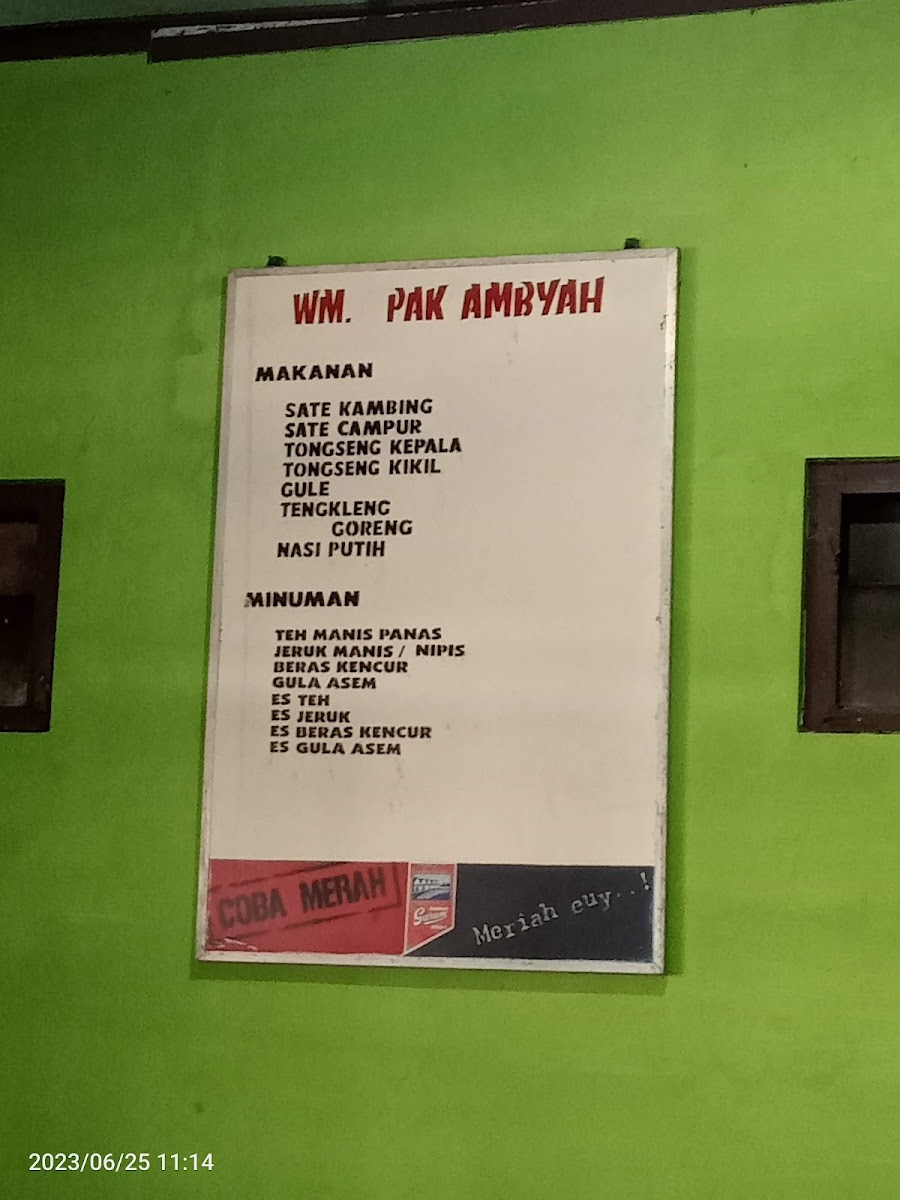 WM. PAK AMBYAH
MAKANAN
SATE KAMBING
SATE CAMPUR
TONGSENG KEPALA
TONGSENG KIKIL
GULE
TENGKLENG
GORENG
NASI PUTIH
MINUMAN
TEH MANIS PANAS
JERUK MANIS / NIPIS
BERAS KENCUR
GULA ASEM
ES TEH
ES JERUK
ES BERAS KENCUR
ES GULA ASEM
COBA MERAH
Garam
Meriah euy..!
2023/06/25 11:14